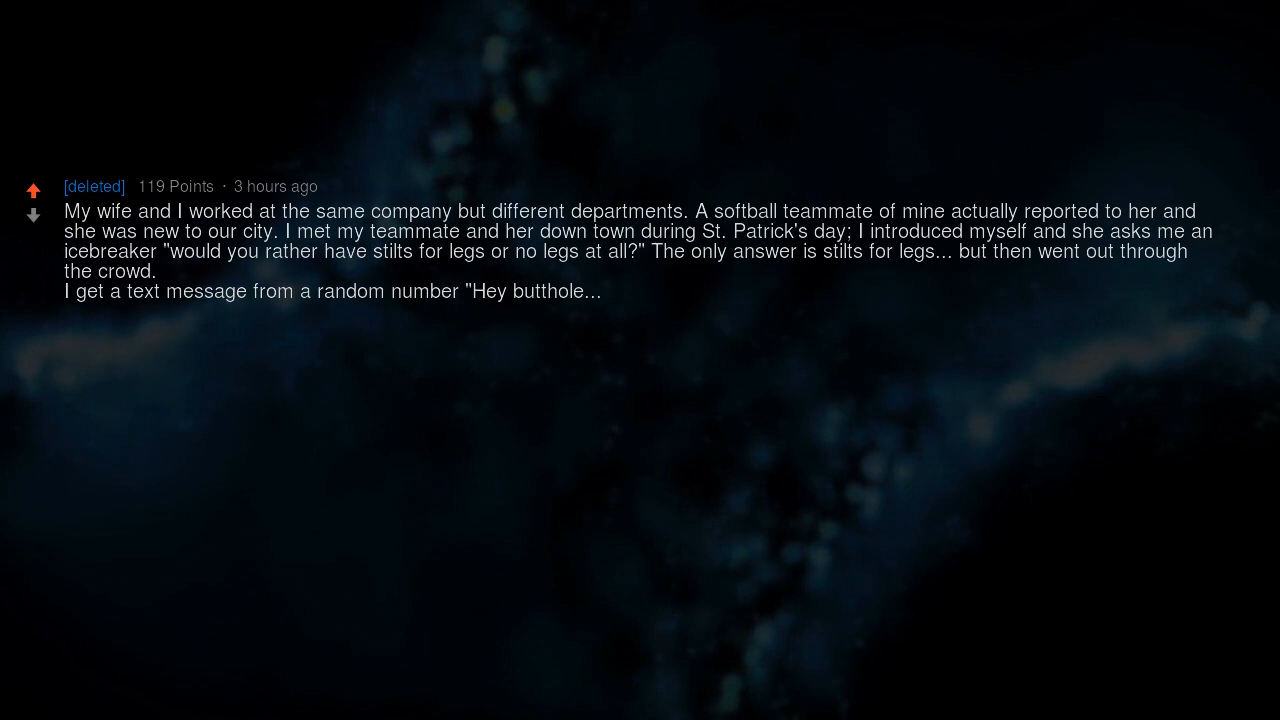 [deleted] 119 Points · 3 hours ago
My wife and I worked at the same company but different departments. A softball teammate of mine actually reported to her and
she was new to our city. I met my teammate and her down town during St. Patrick's day; I introduced myself and she asks me an
icebreaker "would you rather have stilts for legs or no legs at all?" The only answer is stilts for legs... but then went out through
the crowd.
I get a text message from a random number "Hey butthole...